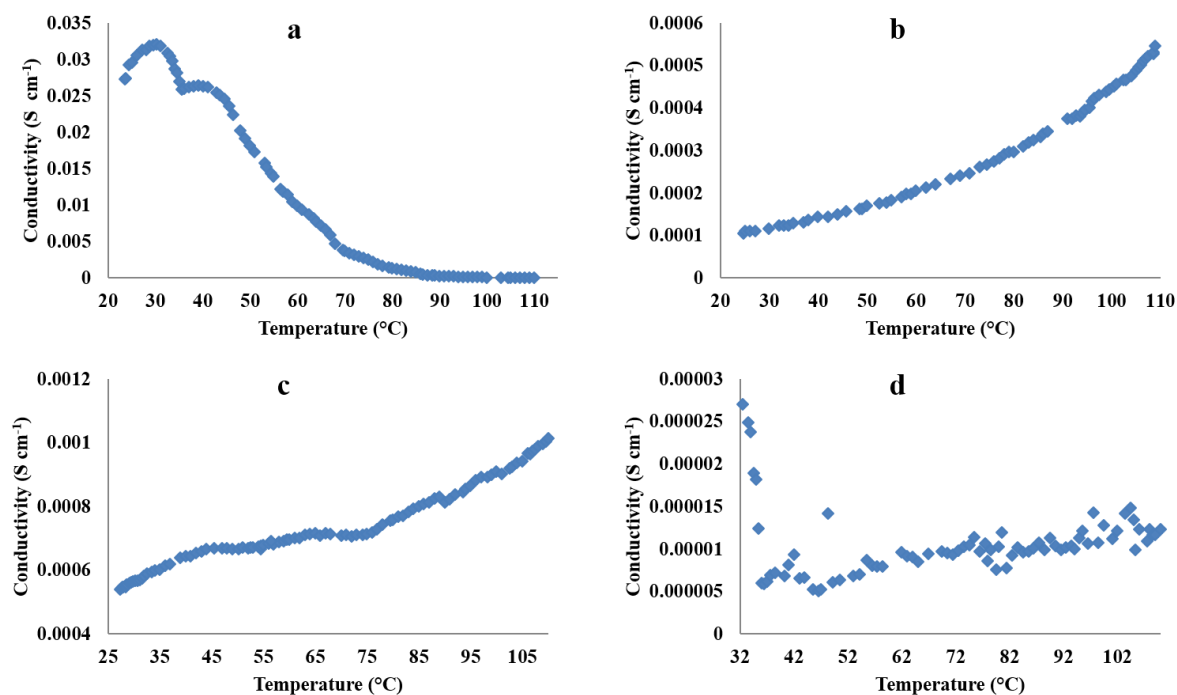 a
Conductivity (S cm⁻¹)
0.035
0.03
0.025
0.02
0.015
0.01
0.005
0
20 30 40 50 60 70 80 90 100 110
Temperature (°C)
b
Conductivity (S cm⁻¹)
0.0006
0.0005
0.0004
0.0003
0.0002
0.0001
0
20 30 40 50 60 70 80 90 100 110
Temperature (°C)
c
Conductivity (S cm⁻¹)
0.0012
0.001
0.0008
0.0006
0.0004
25 35 45 55 65 75 85 95 105
Temperature (°C)
d
Conductivity (S cm⁻¹)
0.00003
0.000025
0.00002
0.000015
0.00001
0.000005
0
32 42 52 62 72 82 92 102
Temperature (°C)